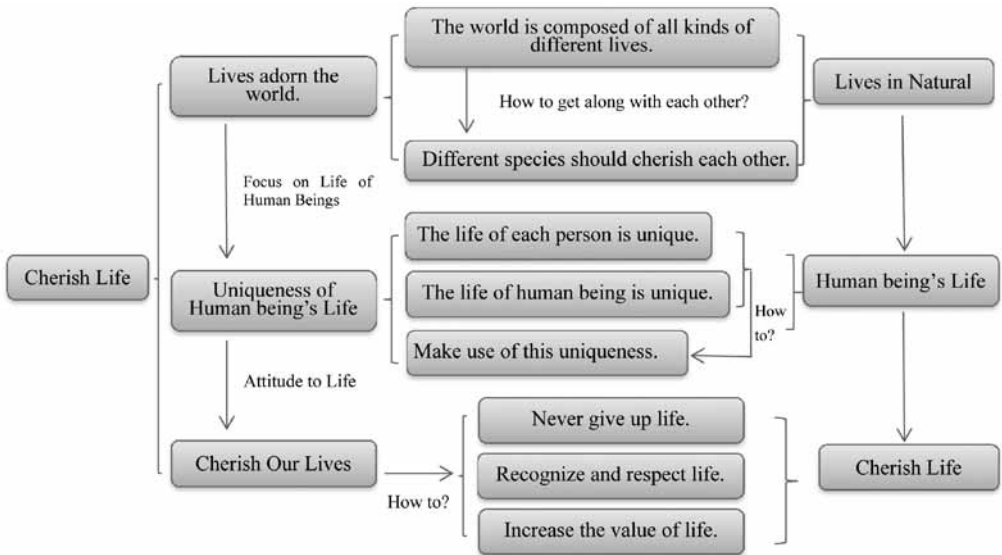 The world is composed of all kinds of
different lives.
Lives adorn the
world.
Lives in Natural
How to get along with each other?
Different species should cherish each other.
Focus on Life of
Human Beings
The life of each person is unique.
Cherish Life
Uniqueness of
Human being's Life
The life of human being is unique.
Human being's Life
How
to?
Make use of this uniqueness.
Attitude to Life
Never give up life.
Cherish Our Lives
Recognize and respect life.
Cherish Life
How to?
Increase the value of life.